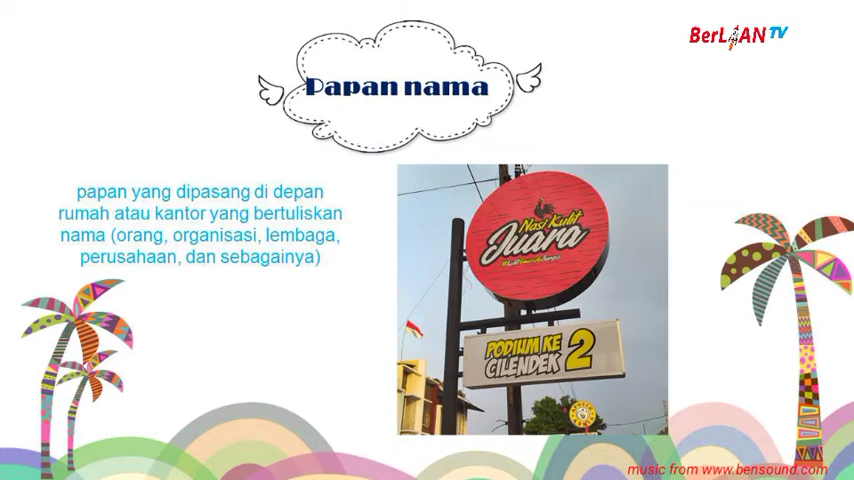 BerLIAN TV
Papan nama
papan yang dipasang di depan
rumah atau kantor yang bertuliskan
nama (orang, organisasi, lembaga,
perusahaan, dan sebagainya)
Nasi Kulit
Juara
PODIUM KE
CILENDEK 2
music from www.bensound.com